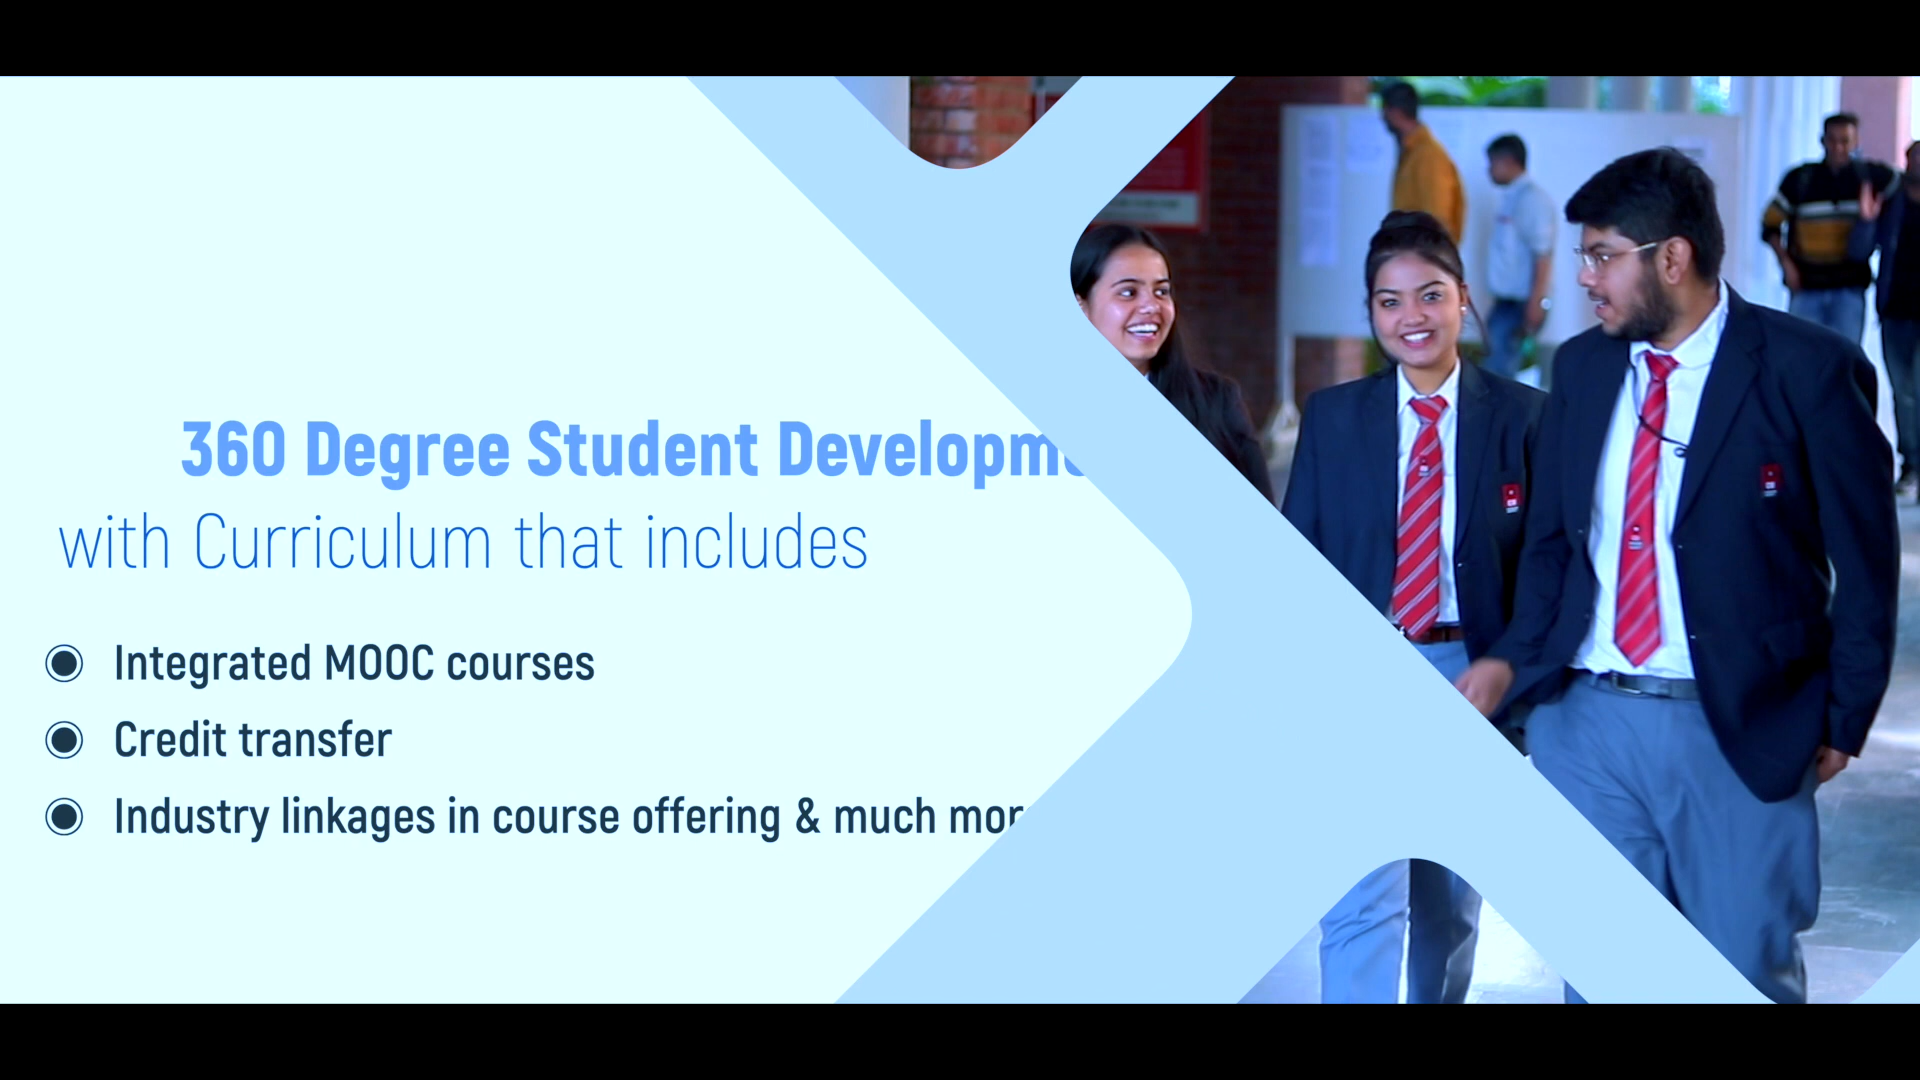 360 Degree Student Developme
with Curriculum that includes
Integrated MOOC courses
Credit transfer
Industry linkages in course offering & much mor